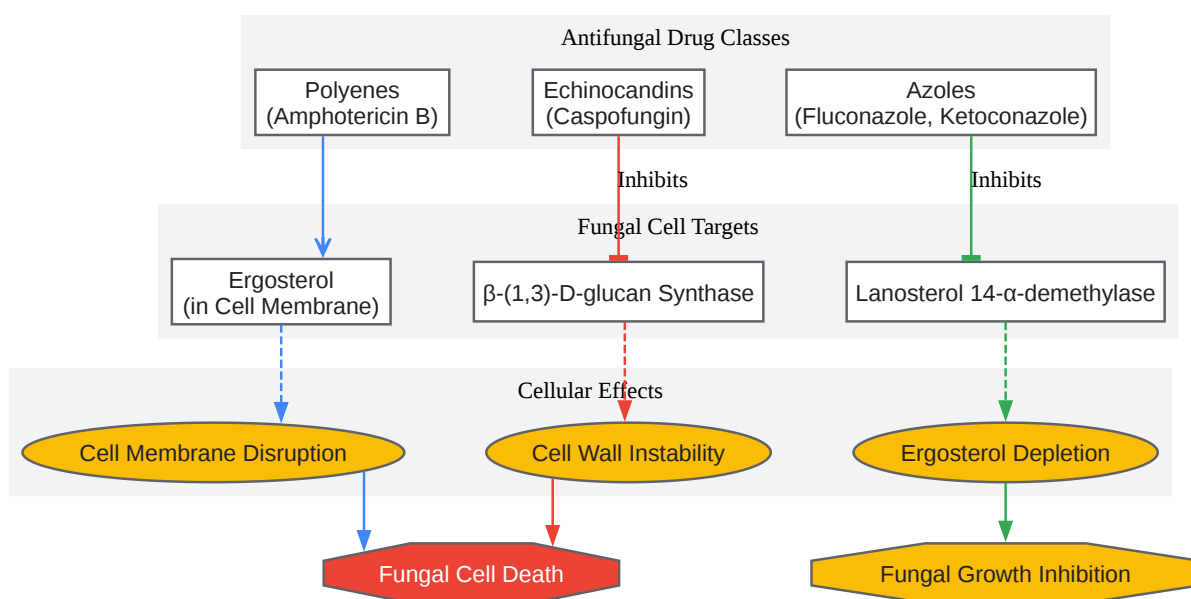 Antifungal Drug Classes
Polyenes
(Amphotericin B)
Echinocandins
(Caspofungin)
Azoles
(Fluconazole, Ketoconazole)
Inhibits
Inhibits
Fungal Cell Targets
Ergosterol
(in Cell Membrane)
β-(1,3)-D-glucan Synthase
Lanosterol 14-α-demethylase
Cellular Effects
Cell Membrane Disruption
Cell Wall Instability
Ergosterol Depletion
Fungal Cell Death
Fungal Growth Inhibition